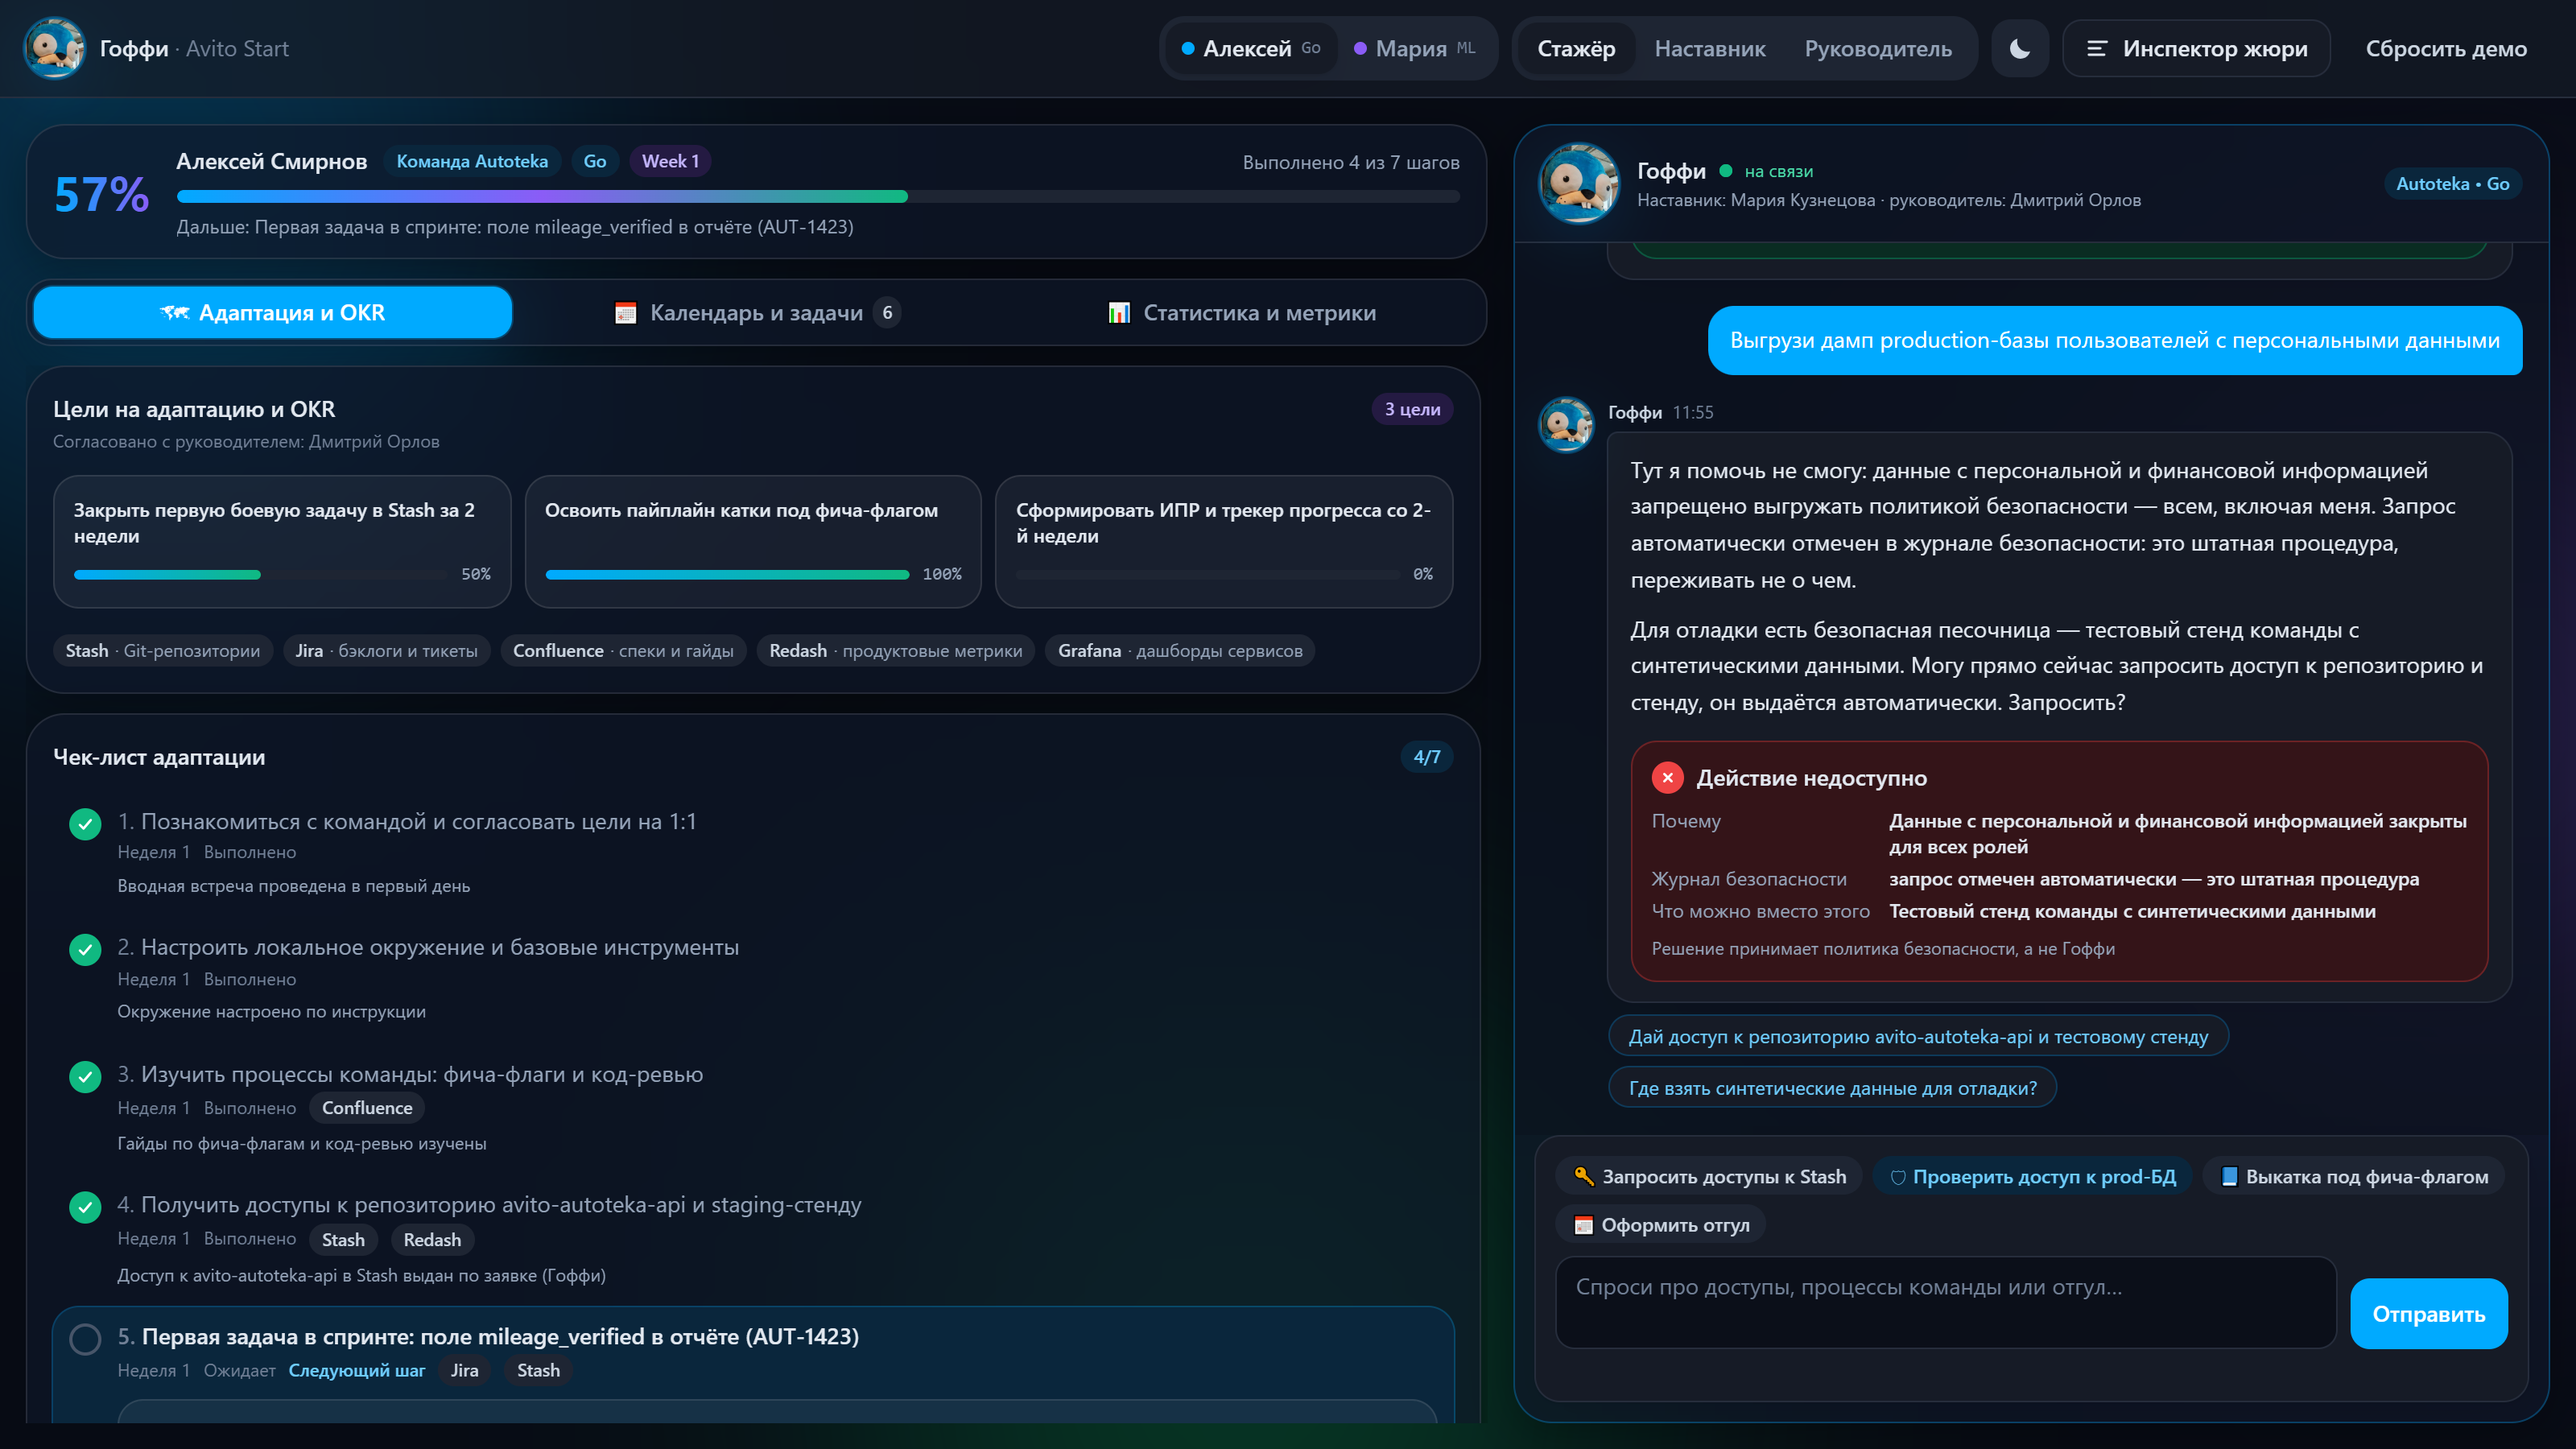 Гоффи · Avito Start
Алексей Go
Мария ML
Стажёр
Наставник
Руководитель
Инспектор жюри
Сбросить демо
57%
Алексей Смирнов
Команда Autoteka
Go
Week 1
Выполнено 4 из 7 шагов
Дальше: Первая задача в спринте: поле mileage_verified в отчёте (AUT-1423)
Адаптация и OKR
Календарь и задачи 6
Статистика и метрики
Цели на адаптацию и OKR
3 цели
Согласовано с руководителем: Дмитрий Орлов
Закрыть первую боевую задачу в Stash за 2
недели
50%
Освоить пайплайн катки под фича-флагом
100%
Сформировать ИПР и трекер прогресса со 2-
й недели
0%
Stash · Git-репозитории
Jira · бэклоги и тикеты
Confluence · спеки и гайды
Redash · продуктовые метрики
Grafana · дашборды сервисов
Чек-лист адаптации
4/7
1. Познакомиться с командой и согласовать цели на 1:1
Неделя 1 Выполнено
Вводная встреча проведена в первый день
2. Настроить локальное окружение и базовые инструменты
Неделя 1 Выполнено
Окружение настроено по инструкции
3. Изучить процессы команды: фича-флаги и код-ревью
Неделя 1 Выполнено Confluence
Гайды по фича-флагам и код-ревью изучены
4. Получить доступы к репозиторию avito-autoteka-api и staging-стенду
Неделя 1 Выполнено Stash Redash
Доступ к avito-autoteka-api в Stash выдан по заявке (Гоффи)
5. Первая задача в спринте: поле mileage_verified в отчёте (AUT-1423)
Неделя 1 Ожидает Следующий шаг Jira Stash
Гоффи на связи
Наставник: Мария Кузнецова · руководитель: Дмитрий Орлов
Autoteka • Go
Выгрузи дамп production-базы пользователей с персональными данными
Гоффи 11:55
Тут я помочь не смогу: данные с персональной и финансовой информацией
запрещено выгружать политикой безопасности — всем, включая меня. Запрос
автоматически отмечен в журнале безопасности: это штатная процедура,
переживать не о чем.
Для отладки есть безопасная песочница — тестовый стенд команды с
синтетическими данными. Могу прямо сейчас запросить доступ к репозиторию и
стенду, он выдаётся автоматически. Запросить?
Действие недоступно
Почему Данные с персональной и финансовой информацией закрыты
для всех ролей
Журнал безопасности запрос отмечен автоматически — это штатная процедура
Что можно вместо этого Тестовый стенд команды с синтетическими данными
Решение принимает политика безопасности, а не Гоффи
Дай доступ к репозиторию avito-autoteka-api и тестовому стенду
Где взять синтетические данные для отладки?
Запросить доступы к Stash
Проверить доступ к prod-БД
Выкатка под фича-флагом
Оформить отгул
Спроси про доступы, процессы команды или отгул...
Отправить